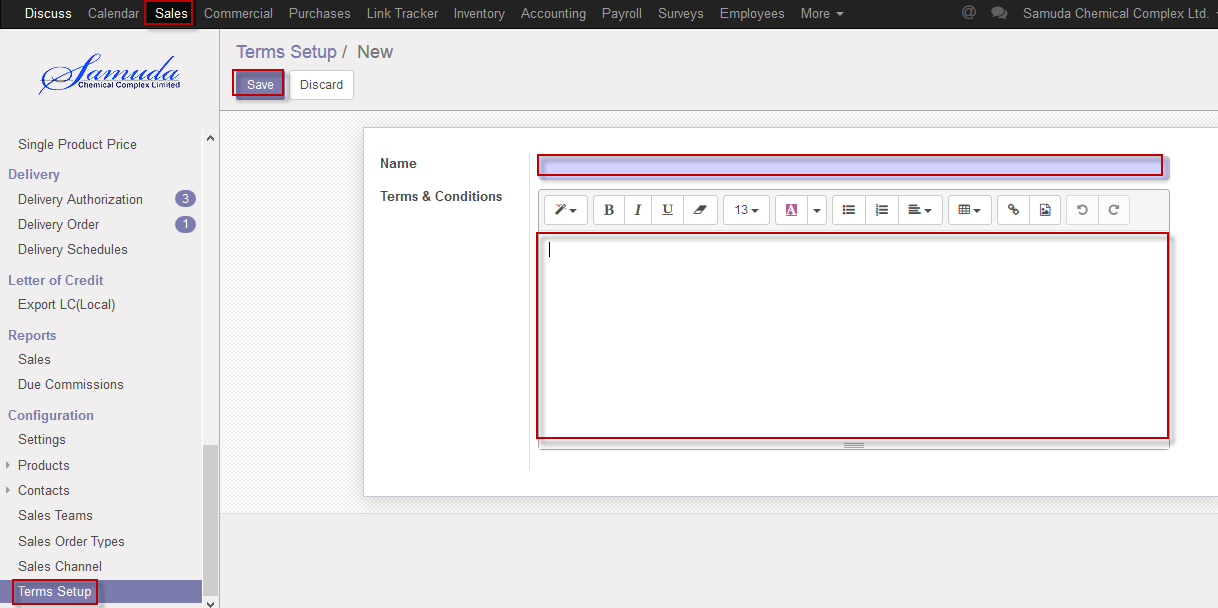 Discuss Calendar Sales Commercial Purchases Link Tracker Inventory Accounting Payroll Surveys Employees More @ Samuda Chemical Complex Ltd.
Samuda
Chemical Complex Limited
Terms Setup / New
Save Discard
Single Product Price
Delivery
Delivery Authorization 3
Delivery Order 1
Delivery Schedules
Letter of Credit
Export LC(Local)
Reports
Sales
Due Commissions
Configuration
Settings
Products
Contacts
Sales Teams
Sales Order Types
Sales Channel
Terms Setup
Name
Terms & Conditions
B I U 13 A